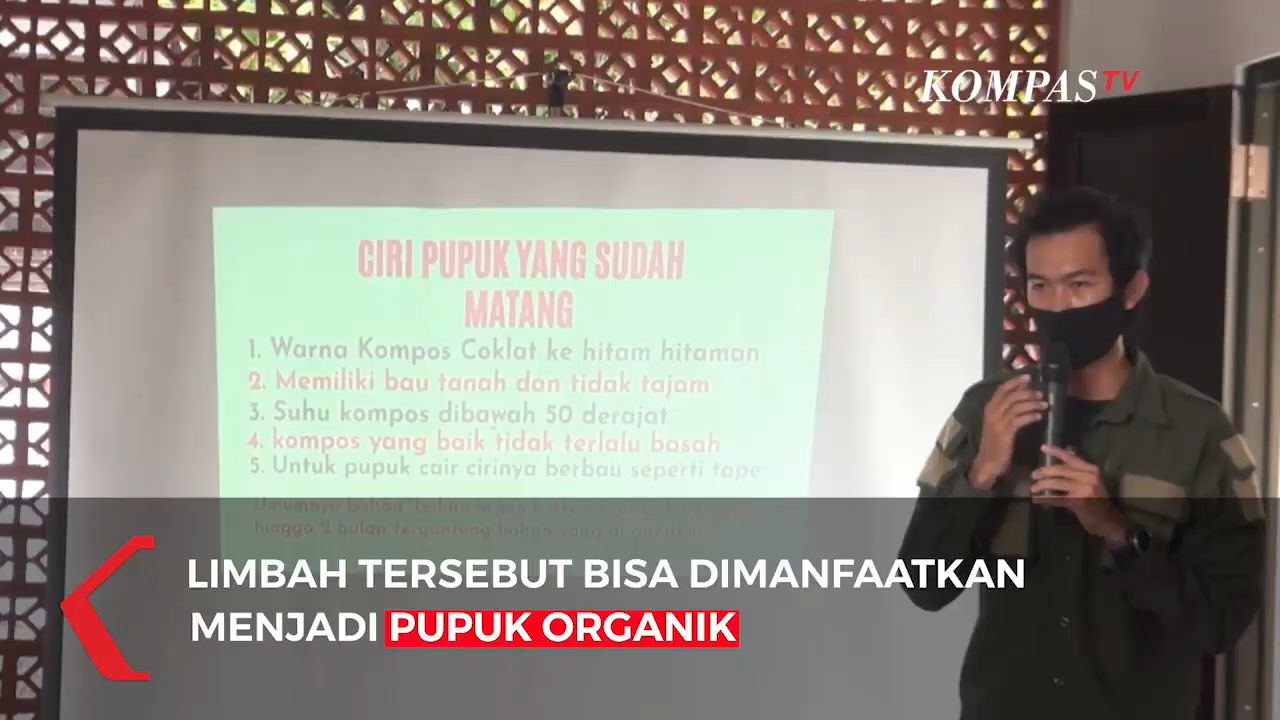 KOMPASTV
CIRI PUPUK YANG SUDAH
MATANG
1. Warna Kompos Coklat ke hitam hitaman
2. Memiliki bau tanah dan tidak tajam
3. Suhu kompos dibawah 50 derajat
4. kompos yang baik tidak terlalu basah
5. Untuk pupuk cair cirinya berbau seperti tape
Umumnya bahan
hingga 2 bulan tergantung bahan yang di
LIMBAH TERSEBUT BISA DIMANFAATKAN
MENJADI PUPUK ORGANIK